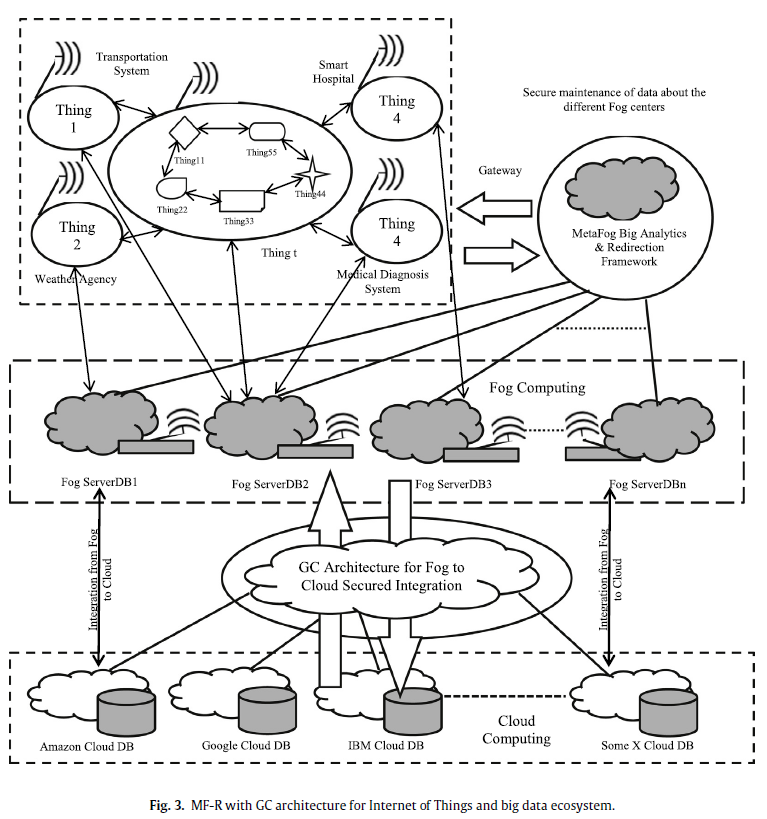 Transportation
System
Smart
Hospital
Thing
1
Thing
4
Thing11
Thing55
Thing22
Thing33
Thing44
Thing
2
Thing
4
Thing t
Weather Agency
Medical Diagnosis
System
Secure maintenance of data about the
different Fog centers
Gateway
MetaFog Big Analytics
& Redirection
Framework
Fog Computing
Fog ServerDB1
Fog ServerDB2
Fog ServerDB3
Fog ServerDBn
Integration from Fog
to Cloud
GC Architecture for Fog to
Cloud Secured Integration
Integration from Fog
to Cloud
Amazon Cloud DB
Google Cloud DB
IBM Cloud DB
Cloud
Computing
Some X Cloud DB
Fig. 3. MF-R with GC architecture for Internet of Things and big data ecosystem.